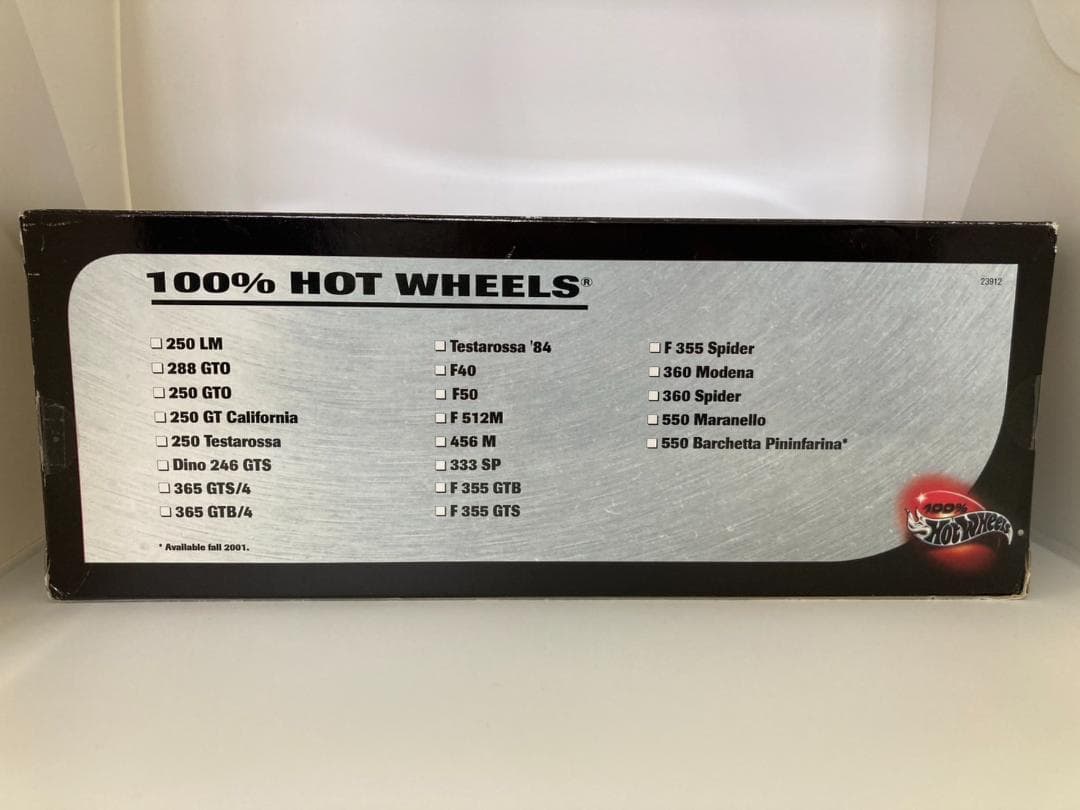 100% HOT WHEELS®
23912
☐ 250 LM
☐ 288 GTO
☐ 250 GTO
☐ 250 GT California
☐ 250 Testarossa
☐ Dino 246 GTS
☐ 365 GTS/4
☐ 365 GTB/4
* Available fall 2001.
☐ Testarossa '84
☐ F40
☐ F50
☐ F 512M
☐ 456 M
☐ 333 SP
☐ F 355 GTB
☐ F 355 GTS
☐ F 355 Spider
☐ 360 Modena
☐ 360 Spider
☐ 550 Maranello
☐ 550 Barchetta Pininfarina*
100%
HOT WHEELS